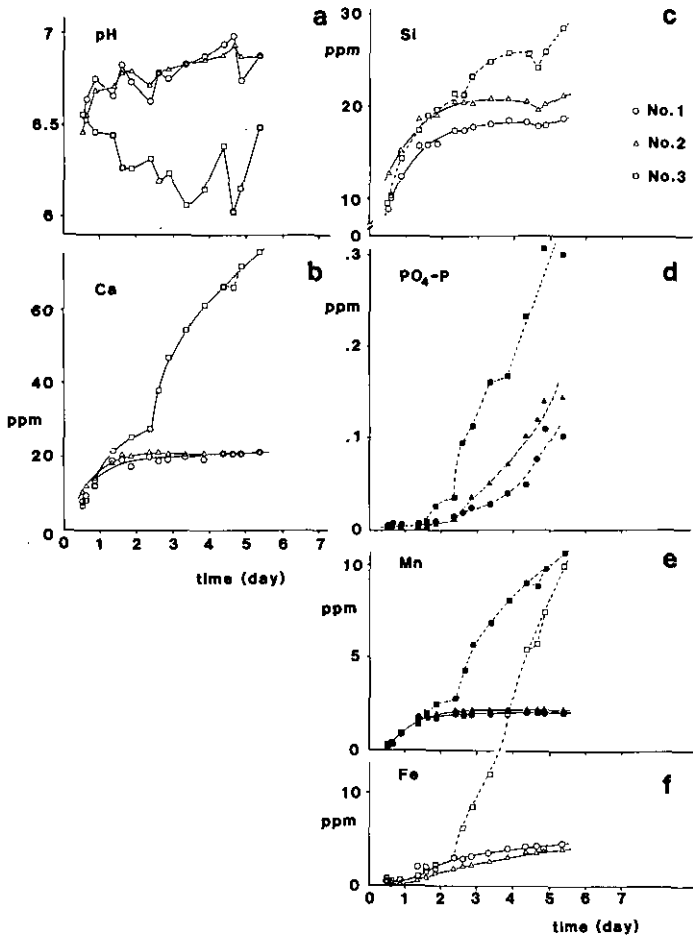 7 a
pH
6.5
6
b
Ca
60
40
ppm
20
0
0 1 2 3 4 5 6 7
time (day)
30 c
ppm Si
20
10
0
○ No.1
△ No.2
□ No.3
.3 d
PO₄-P
ppm
.2
.1
0
10 e
Mn
ppm
5
0
f
Fe
5
ppm
0
0 1 2 3 4 5 6 7
time (day)